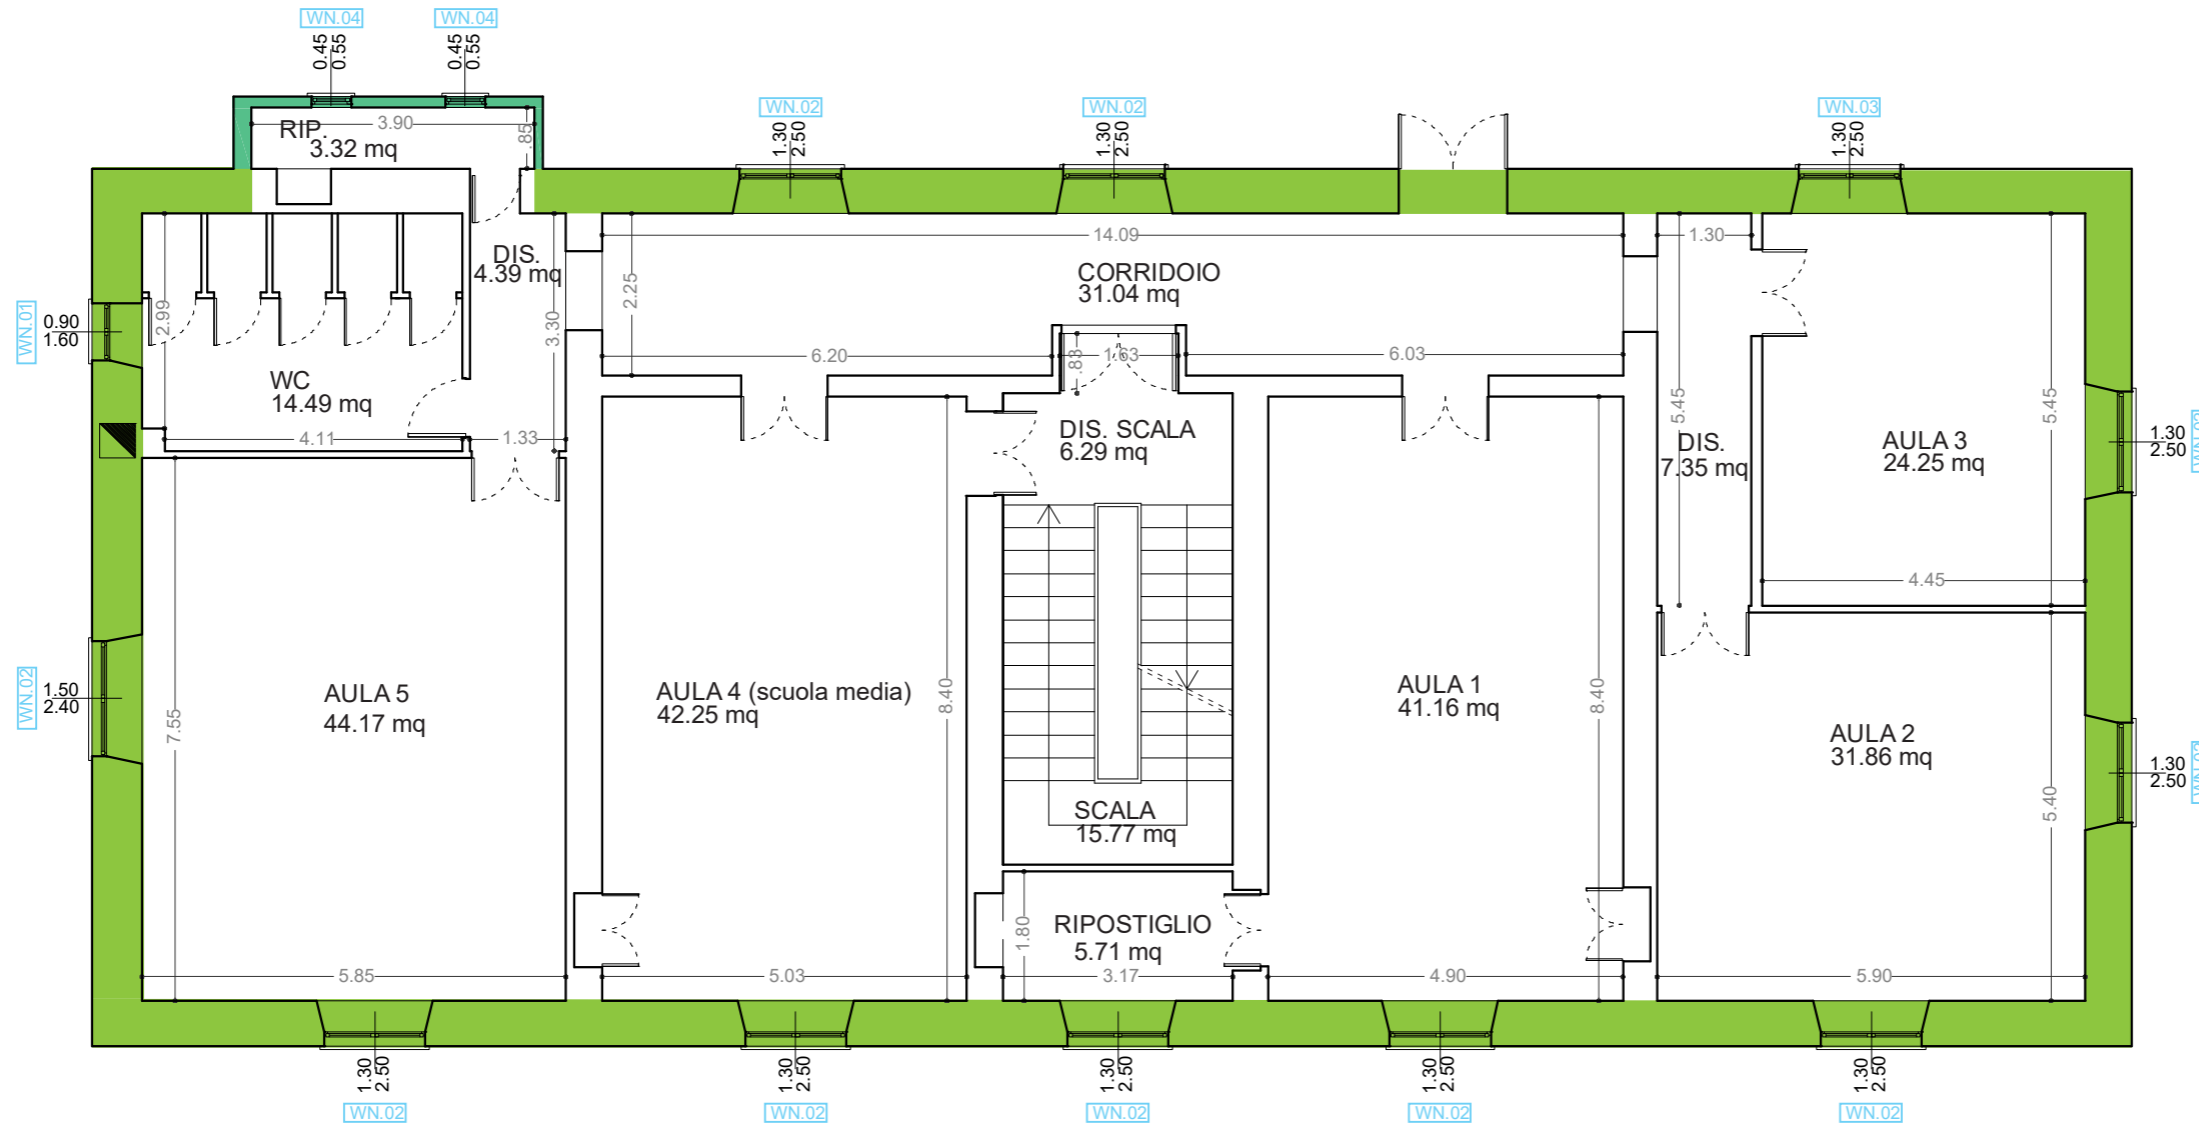 WN.04
WN.04
0.45
0.55
0.45
0.55
WN.02
WN.02
WN.03
1.30
2.50
1.30
2.50
1.30
2.50
RIP.
3.32 mq
3.90
.85
14.09
1.30
DIS.
4.39 mq
CORRIDOIO
31.04 mq
2.25
2.99
3.30
WN.01
0.90
1.60
6.20
.83
1.63
6.03
WC
14.49 mq
4.11
1.33
DIS. SCALA
6.29 mq
5.45
DIS.
7.35 mq
AULA 3
24.25 mq
5.45
1.30
2.50
4.45
WN.02
1.50
2.40
AULA 5
44.17 mq
7.55
AULA 4 (scuola media)
42.25 mq
8.40
AULA 1
41.16 mq
8.40
AULA 2
31.86 mq
5.40
1.30
2.50
SCALA
15.77 mq
RIPOSTIGLIO
5.71 mq
1.80
5.85
5.03
3.17
4.90
5.90
1.30
2.50
1.30
2.50
1.30
2.50
1.30
2.50
1.30
2.50
WN.02
WN.02
WN.02
WN.02
WN.02